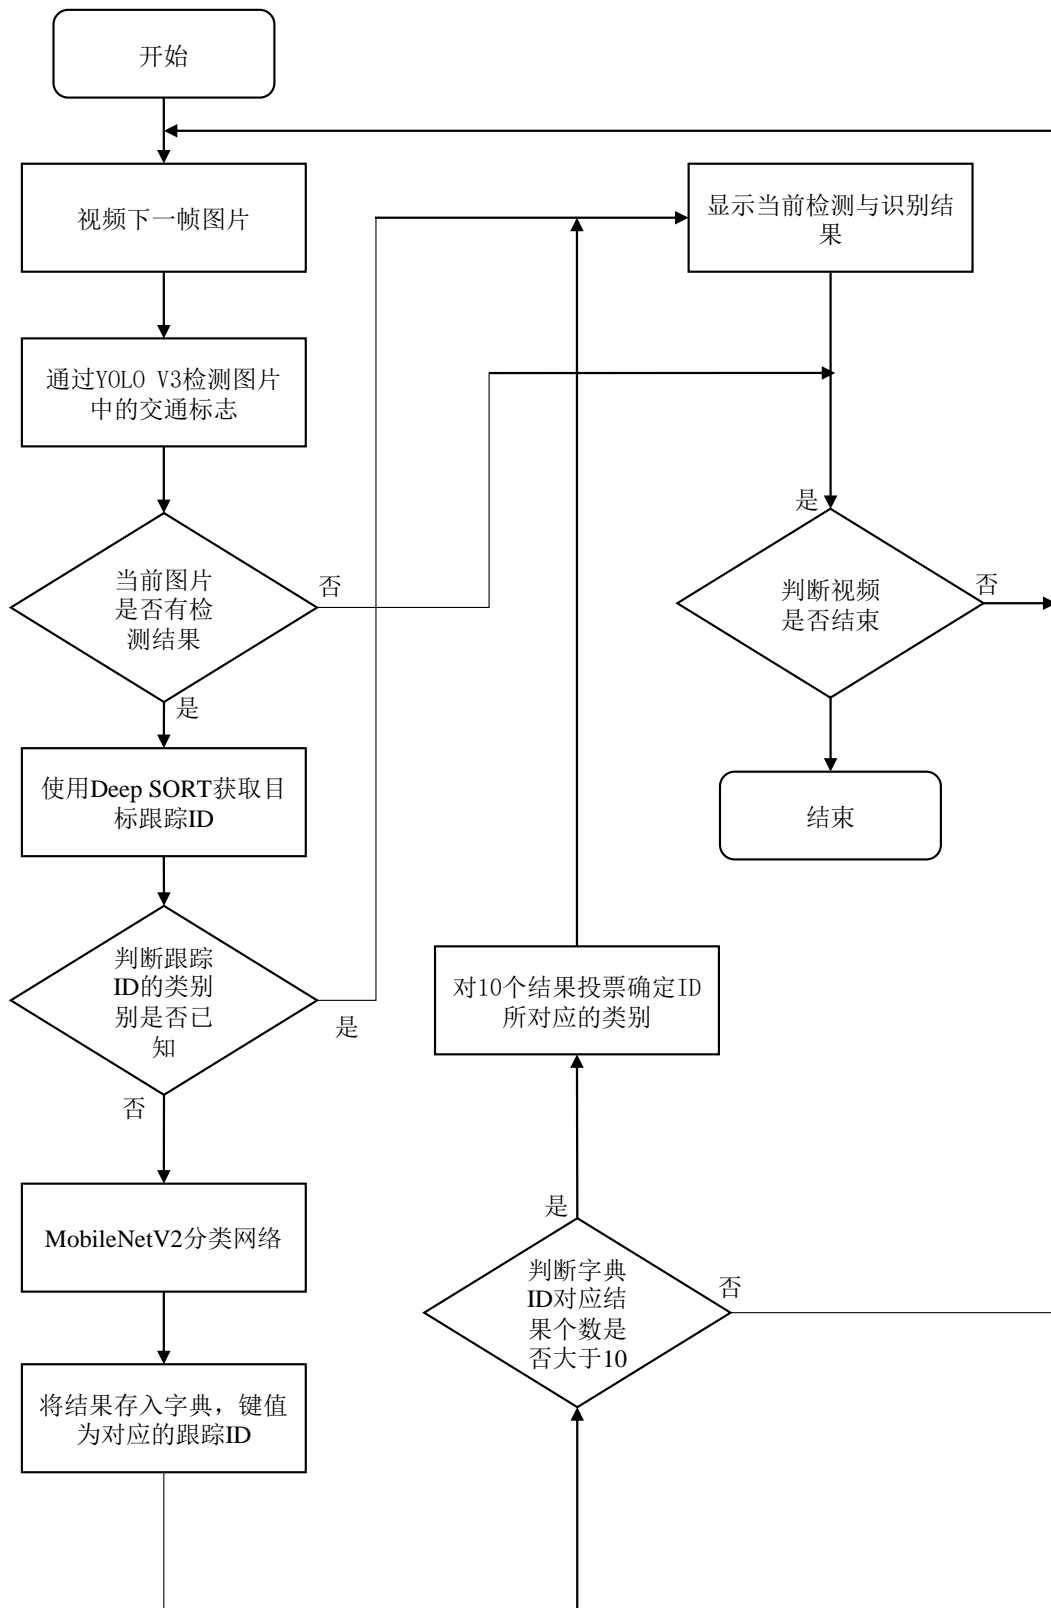 开始
视频下一帧图片
通过YOLO V3检测图片
中的交通标志
当前图片
是否有检
测结果
否
是
使用Deep SORT获取目
标跟踪ID
判断跟踪
ID的类别
别是否已
知
是
否
MobileNetV2分类网络
将结果存入字典，键值
为对应的跟踪ID
判断字典
ID对应结
果个数是
否大于10
是
否
对10个结果投票确定ID
所对应的类别
显示当前检测与识别结
果
是
判断视频
是否结束
否
结束